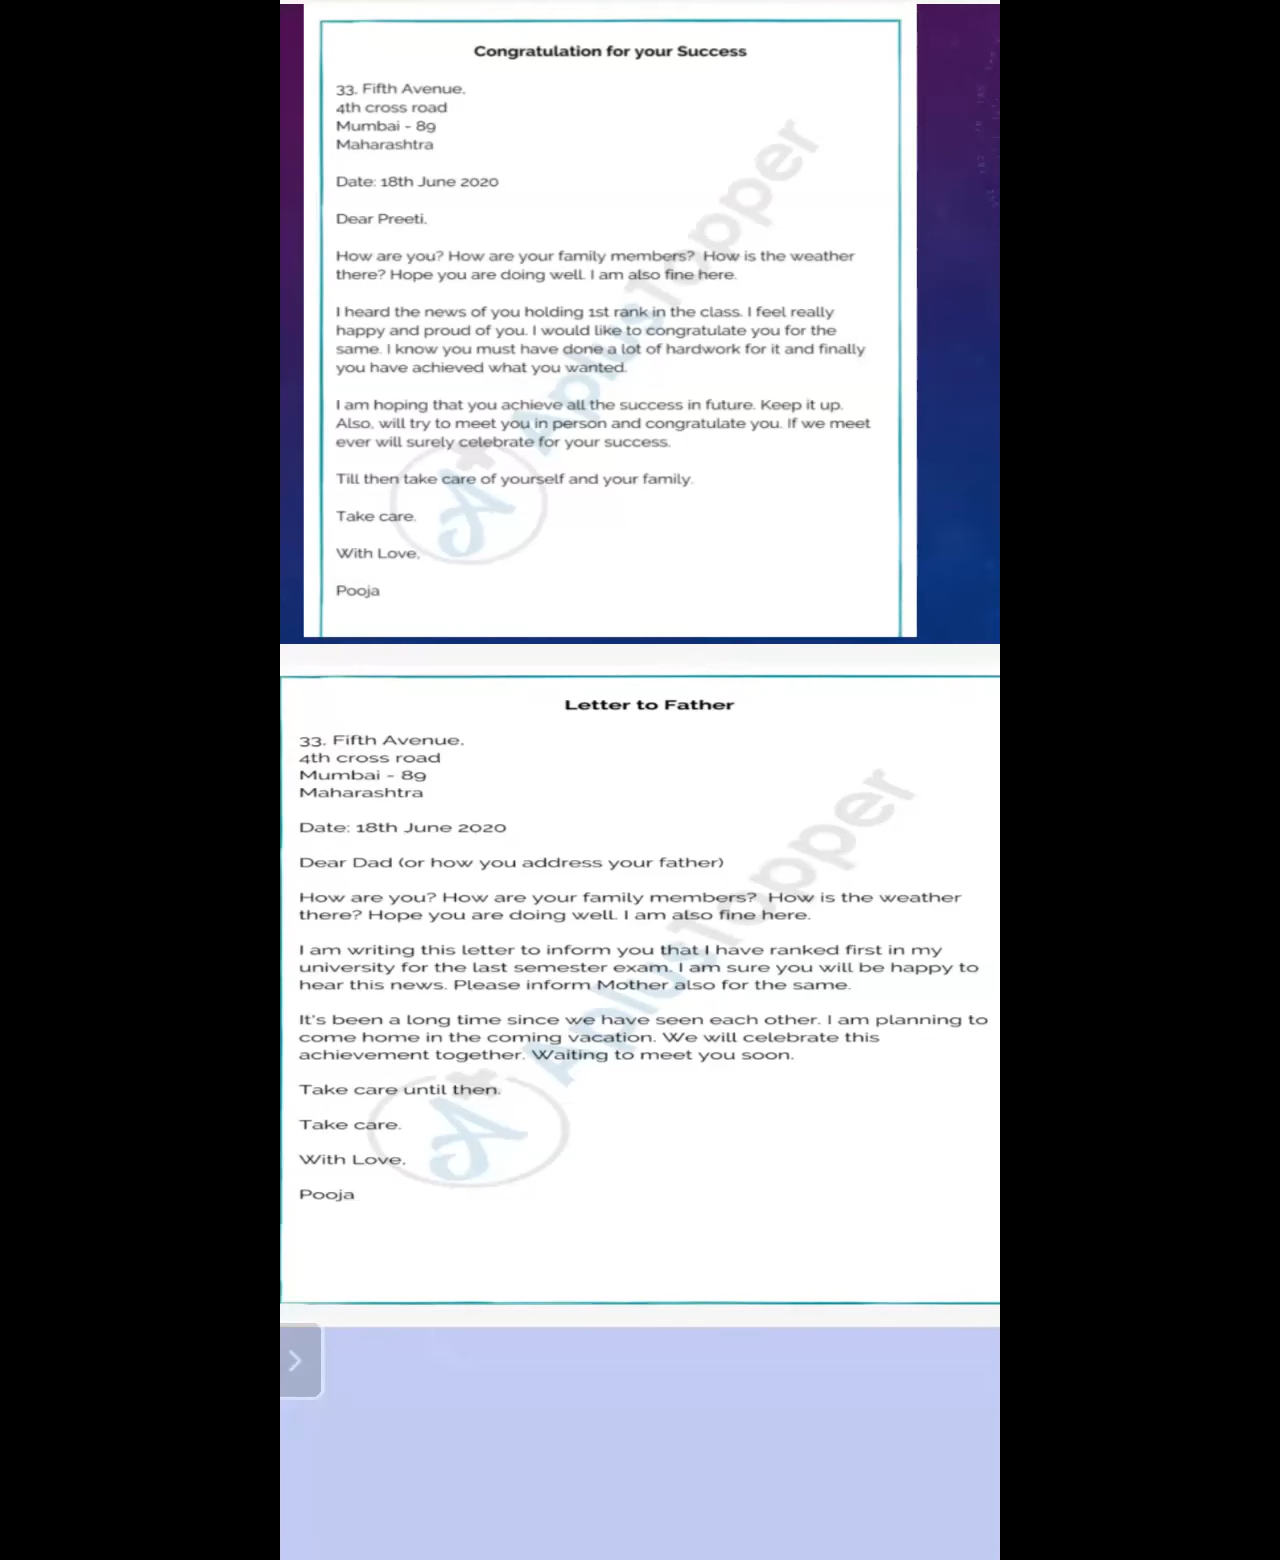 Congratulation for your Success
33, Fifth Avenue,
4th cross road
Mumbai - 89
Maharashtra
Date: 18th June 2020
Dear Preeti,
How are you? How are your family members?  How is the weather
there? Hope you are doing well. I am also fine here.
I heard the news of you holding 1st rank in the class. I feel really
happy and proud of you. I would like to congratulate you for the
same. I know you must have done a lot of hardwork for it and finally
you have achieved what you wanted.
I am hoping that you achieve all the success in future. Keep it up.
Also, will try to meet you in person and congratulate you. If we meet
ever will surely celebrate for your success.
Till then take care of yourself and your family.
Take care.
With Love,
Pooja
AplusTopper
Letter to Father
33, Fifth Avenue,
4th cross road
Mumbai - 89
Maharashtra
Date: 18th June 2020
Dear Dad (or how you address your father)
How are you? How are your family members?  How is the weather
there? Hope you are doing well. I am also fine here.
I am writing this letter to inform you that I have ranked first in my
university for the last semester exam. I am sure you will be happy to
hear this news. Please inform Mother also for the same.
It's been a long time since we have seen each other. I am planning to
come home in the coming vacation. We will celebrate this
achievement together. Waiting to meet you soon.
Take care until then.
Take care.
With Love,
Pooja
AplusTopper